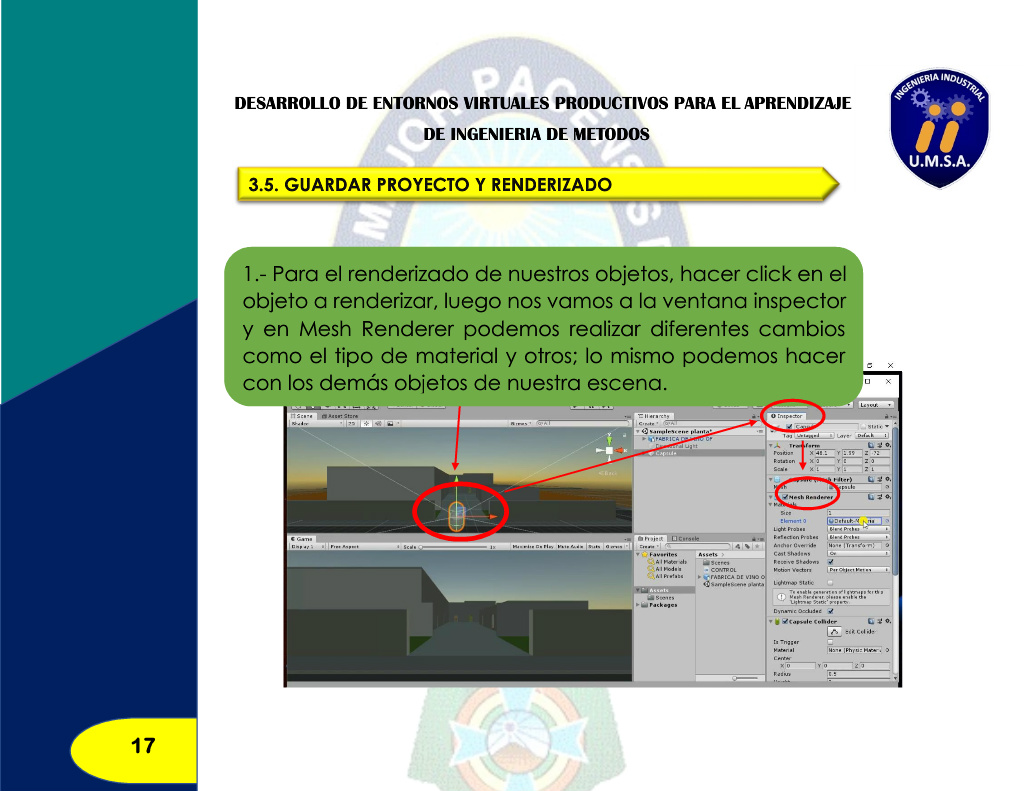 MAJOR PACENSIS
INGENIERIA INDUSTRIAL
U.M.S.A.
DESARROLLO DE ENTORNOS VIRTUALES PRODUCTIVOS PARA EL APRENDIZAJE
DE INGENIERIA DE METODOS
3.5. GUARDAR PROYECTO Y RENDERIZADO
1.- Para el renderizado de nuestros objetos, hacer click en el
objeto a renderizar, luego nos vamos a la ventana inspector
y en Mesh Renderer podemos realizar diferentes cambios
como el tipo de material y otros; lo mismo podemos hacer
con los demás objetos de nuestra escena.
Layout
Scene Asset Store
Shaded 2D Gizmos
Hierarchy
Create
SampleScene planta*
FABRICA DE VINO OF
Directional Light
Capsule
Inspector
Capsule Static
Tag Untagged Layer Default
Transform
Position X 48.1 Y 1.99 Z -72
Rotation X 0 Y 0 Z 0
Scale X 1 Y 1 Z 1
Capsule (Mesh Filter)
Mesh Capsule
Mesh Renderer
Materials
Size 1
Element 0
Light Probes Blend Probes
Reflection Probes Blend Probes
Anchor Override None (Transform)
Cast Shadows On
Receive Shadows
Motion Vectors Per Object Motion
Lightmap Static
To enable generation of lightmaps for this
Mesh Renderer, please enable the
'Lightmap Static' property.
Dynamic Occluded
Capsule Collider
Edit Collider
Is Trigger
Material None (Physic Mater
Center
X 0 Y 0 Z 0
Radius 0.5
Game
Display 1 Free Aspect Scale 1x Maximize On Play Mute Audio Stats Gizmos
Project Console
Create
Favorites
All Materials
All Models
All Prefabs
Assets
Scenes
Packages
Assets
Scenes
CONTROL
FABRICA DE VINO O
SampleScene planta
17